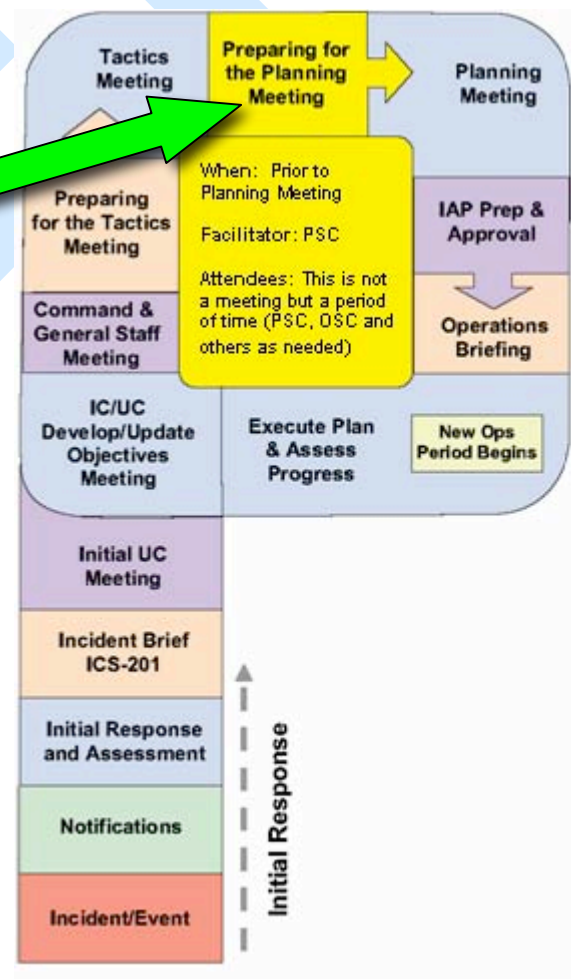 Tactics
Meeting
Preparing for
the Planning
Meeting
Planning
Meeting
When: Prior to
Planning Meeting
Facilitator: PSC
Attendees: This is not
a meeting but a period
of time (PSC, OSC and
others as needed)
Preparing
for the Tactics
Meeting
IAP Prep &
Approval
Command &
General Staff
Meeting
Operations
Briefing
IC/UC
Develop/Update
Objectives
Meeting
Execute Plan
& Assess
Progress
New Ops
Period Begins
Initial UC
Meeting
Incident Brief
ICS-201
Initial Response
and Assessment
Notifications
Incident/Event
Initial Response